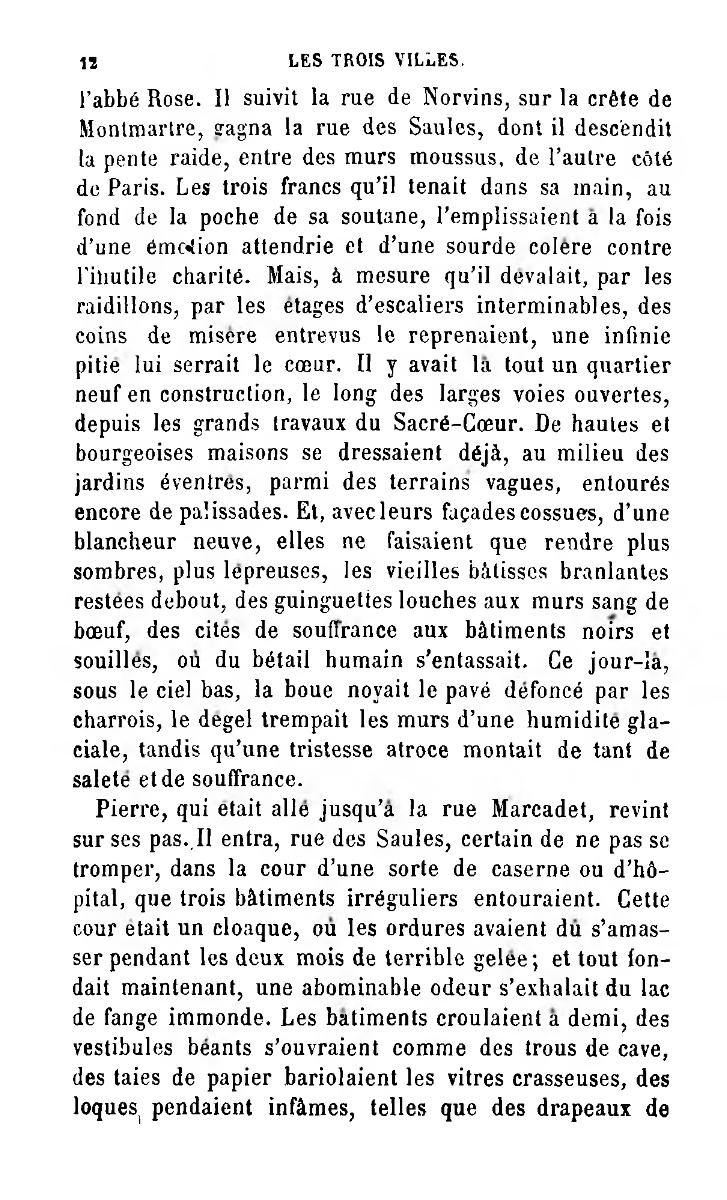 12 LES TROIS VILLES.
l'abbé Rose. Il suivit la rue de Norvins, sur la crête de
Montmartre, gagna la rue des Saules, dont il descendit
la pente raide, entre des murs moussus, de l'autre côté
de Paris. Les trois francs qu'il tenait dans sa main, au
fond de la poche de sa soutane, l'emplissaient à la fois
d'une émotion attendrie et d'une sourde colère contre
l'inutile charité. Mais, à mesure qu'il dévalait, par les
raidillons, par les étages d'escaliers interminables, des
coins de misère entrevus le reprenaient, une infinie
pitié lui serrait le cœur. Il y avait là tout un quartier
neuf en construction, le long des larges voies ouvertes,
depuis les grands travaux du Sacré-Cœur. De hautes et
bourgeoises maisons se dressaient déjà, au milieu des
jardins éventrés, parmi des terrains vagues, entourés
encore de palissades. Et, avec leurs façades cossues, d'une
blancheur neuve, elles ne faisaient que rendre plus
sombres, plus lépreuses, les vieilles bâtisses branlantes
restées debout, des guinguettes louches aux murs sang de
bœuf, des cités de souffrance aux bâtiments noirs et
souillés, où du bétail humain s'entassait. Ce jour-là,
sous le ciel bas, la boue noyait le pavé défoncé par les
charrois, le dégel trempait les murs d'une humidité gla-
ciale, tandis qu'une tristesse atroce montait de tant de
saleté et de souffrance.
Pierre, qui était allé jusqu'à la rue Marcadet, revint
sur ses pas. Il entra, rue des Saules, certain de ne pas se
tromper, dans la cour d'une sorte de caserne ou d'hô-
pital, que trois bâtiments irréguliers entouraient. Cette
cour était un cloaque, où les ordures avaient dû s'amas-
ser pendant les deux mois de terrible gelée; et tout fon-
dait maintenant, une abominable odeur s'exhalait du lac
de fange immonde. Les bâtiments croulaient à demi, des
vestibules béants s'ouvraient comme des trous de cave,
des taies de papier bariolaient les vitres crasseuses, des
loques pendaient infâmes, telles que des drapeaux de